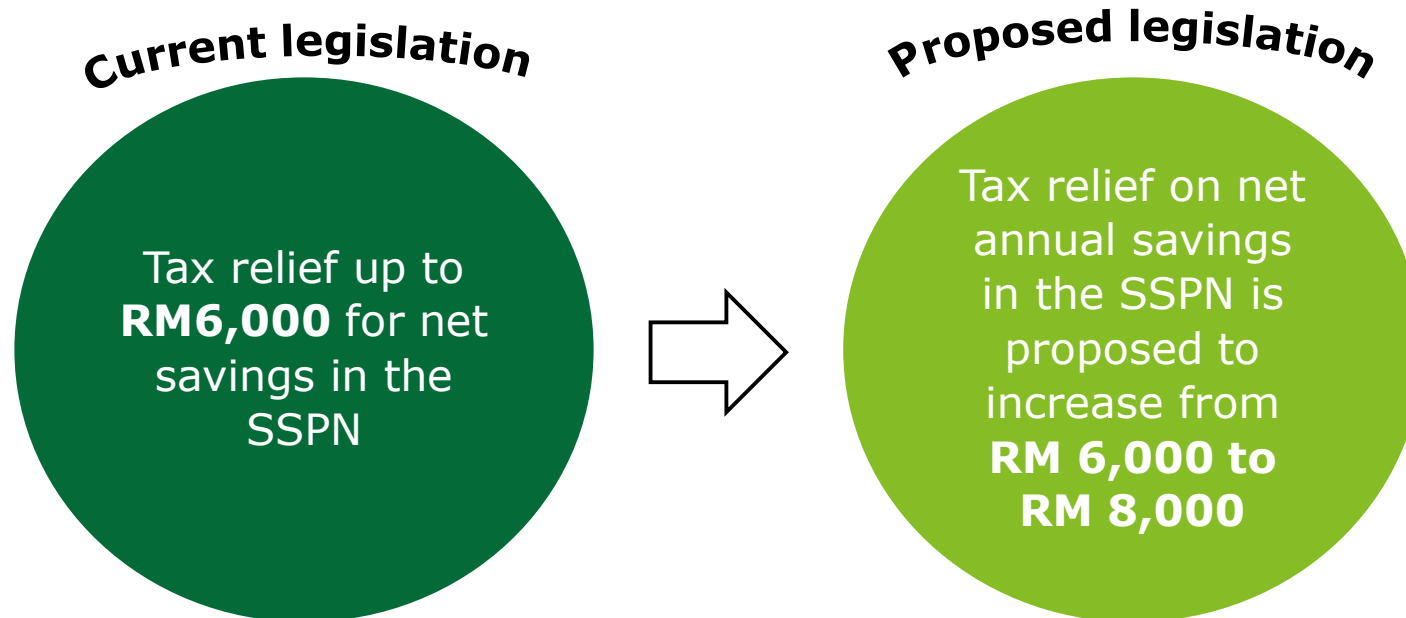 Current legislation
Tax relief up to
RM6,000 for net
savings in the
SSPN
Proposed legislation
Tax relief on net
annual savings
in the SSPN is
proposed to
increase from
RM 6,000 to
RM 8,000